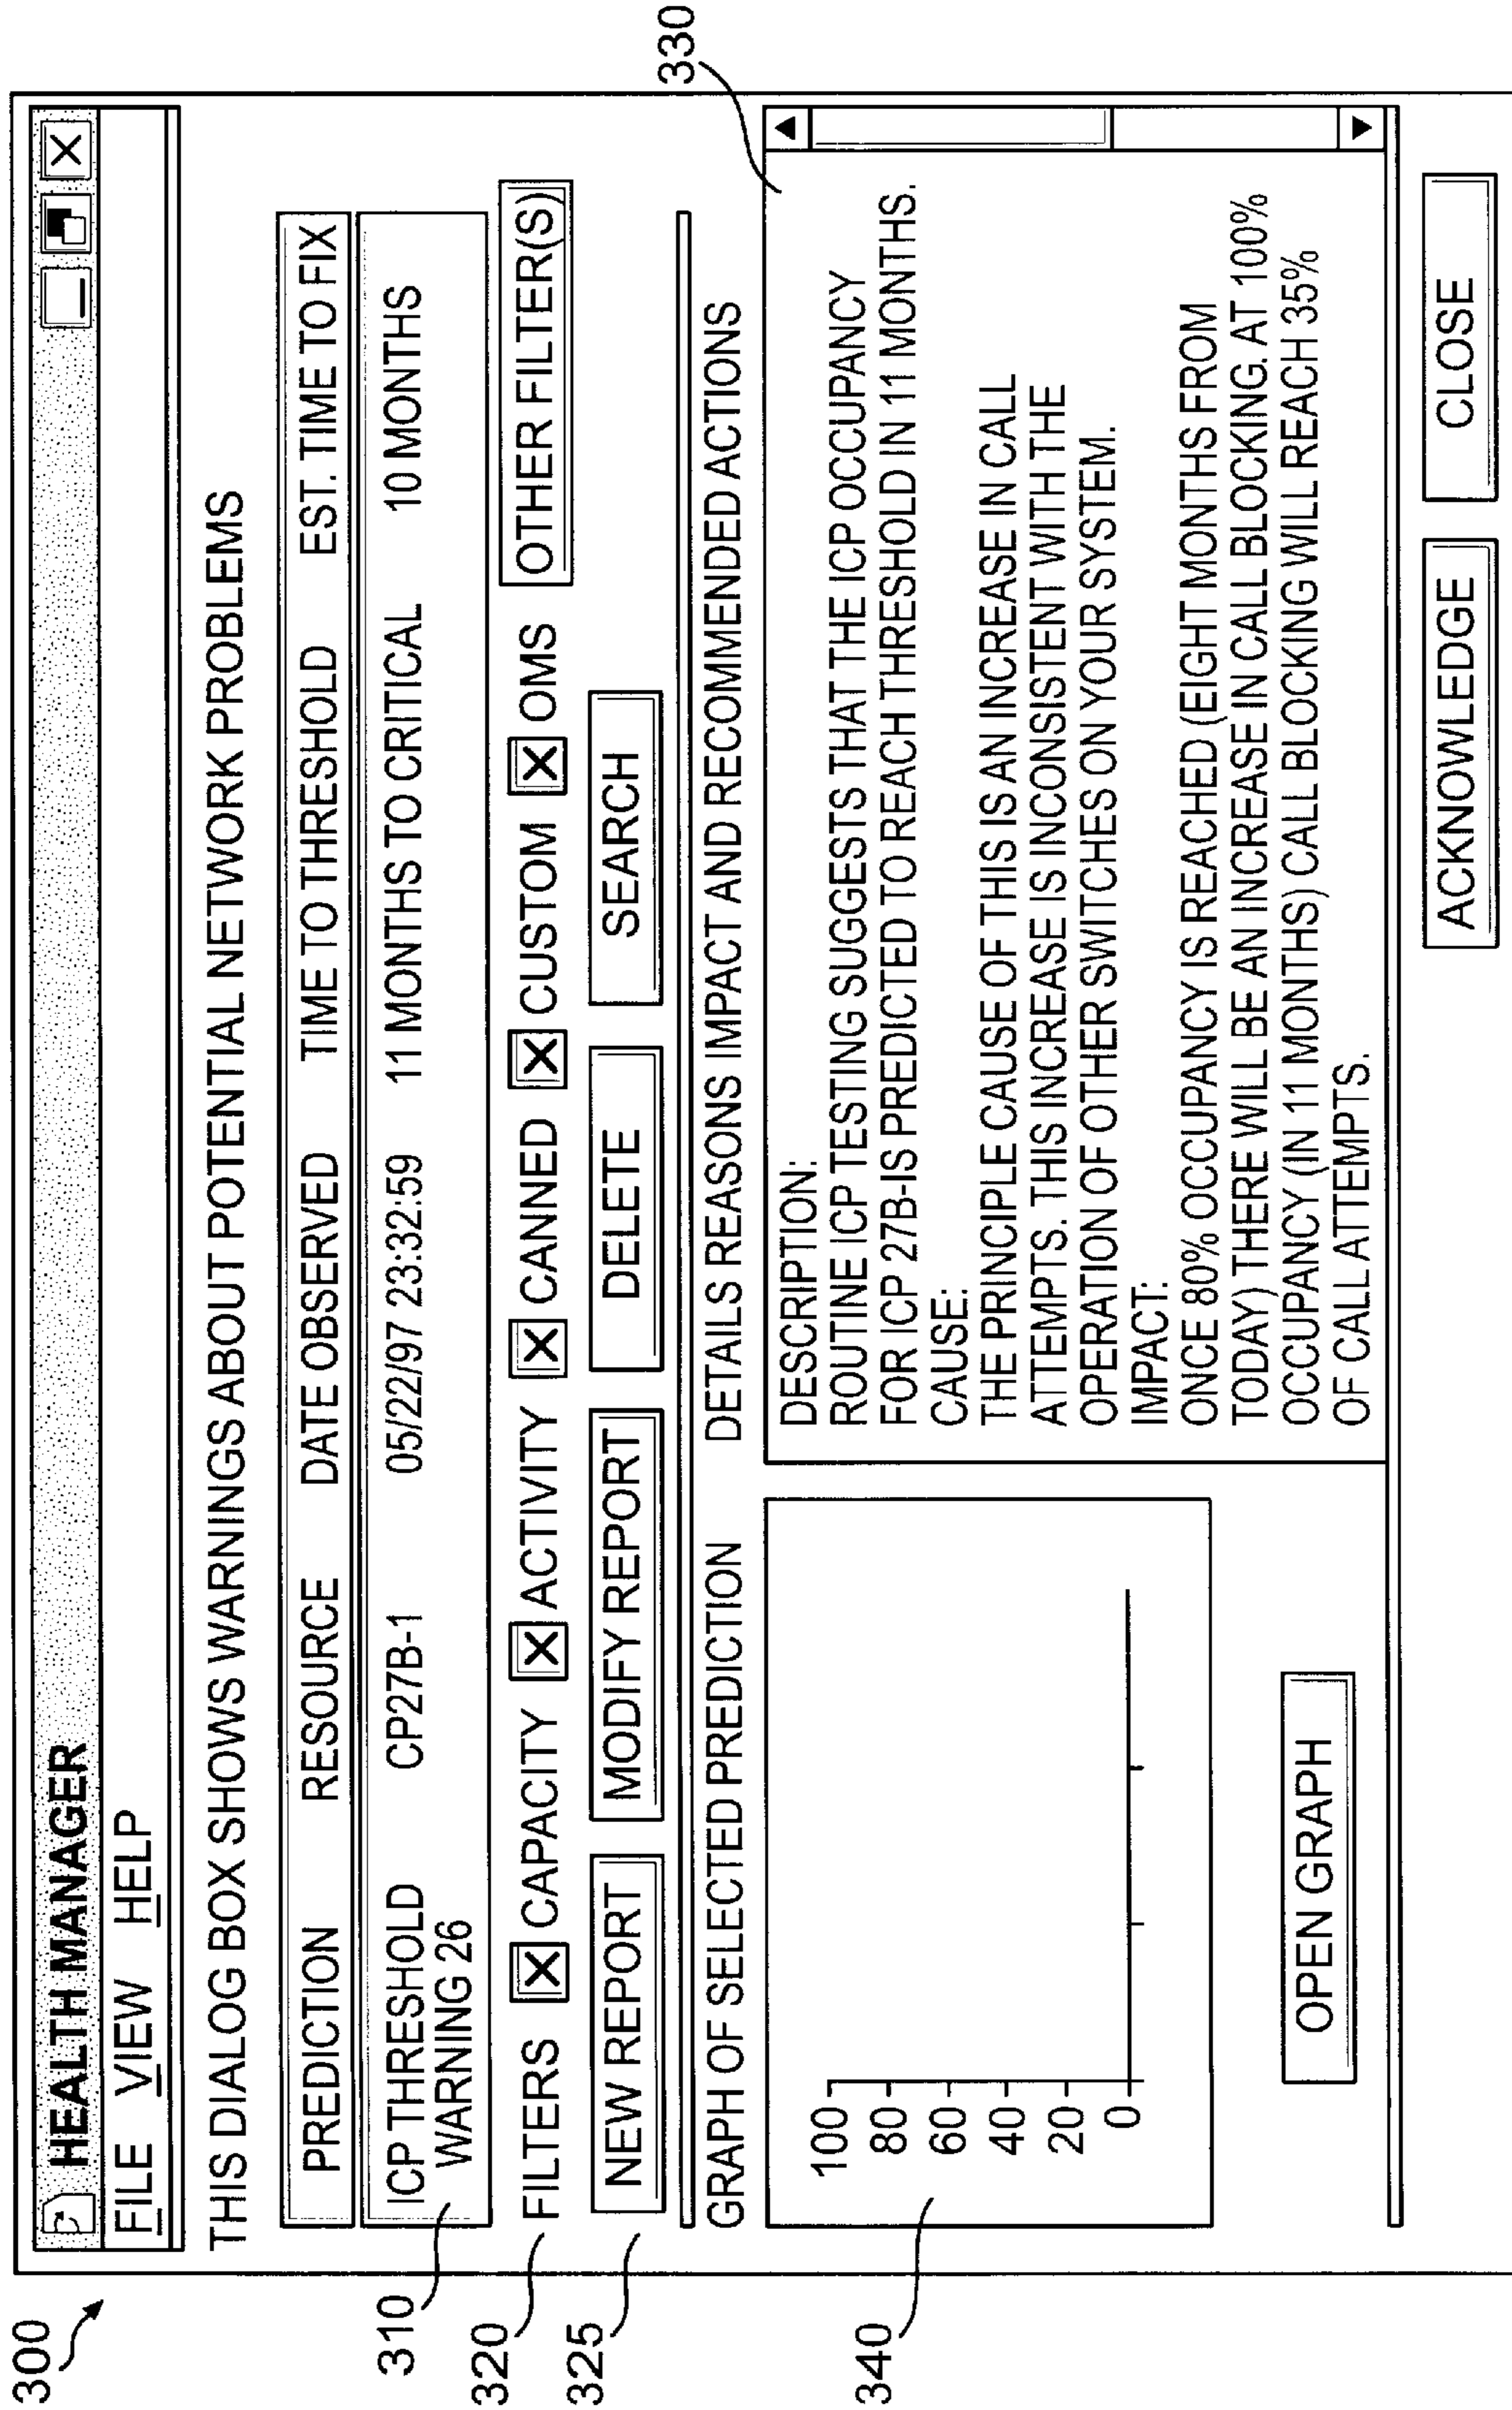 300
HEALTH MANAGER
FILE VIEW HELP
THIS DIALOG BOX SHOWS WARNINGS ABOUT POTENTIAL NETWORK PROBLEMS
PREDICTION RESOURCE DATE OBSERVED TIME TO THRESHOLD EST. TIME TO FIX
310
ICP THRESHOLD CP27B-1 05/22/97 23:32:59 11 MONTHS TO CRITICAL 10 MONTHS
WARNING 26
320
FILTERS X CAPACITY X ACTIVITY X CANNED X CUSTOM X OMS OTHER FILTER(S)
325
NEW REPORT MODIFY REPORT DELETE SEARCH
GRAPH OF SELECTED PREDICTION
340
100
80
60
40
20
0
OPEN GRAPH
DETAILS REASONS IMPACT AND RECOMMENDED ACTIONS
330
DESCRIPTION:
ROUTINE ICP TESTING SUGGESTS THAT THE ICP OCCUPANCY
FOR ICP 27B-IS PREDICTED TO REACH THRESHOLD IN 11 MONTHS.
CAUSE:
THE PRINCIPLE CAUSE OF THIS IS AN INCREASE IN CALL
ATTEMPTS. THIS INCREASE IS INCONSISTENT WITH THE
OPERATION OF OTHER SWITCHES ON YOUR SYSTEM.
IMPACT:
ONCE 80% OCCUPANCY IS REACHED (EIGHT MONTHS FROM
TODAY) THERE WILL BE AN INCREASE IN CALL BLOCKING. AT 100%
OCCUPANCY (IN 11 MONTHS) CALL BLOCKING WILL REACH 35%
OF CALL ATTEMPTS.
ACKNOWLEDGE CLOSE